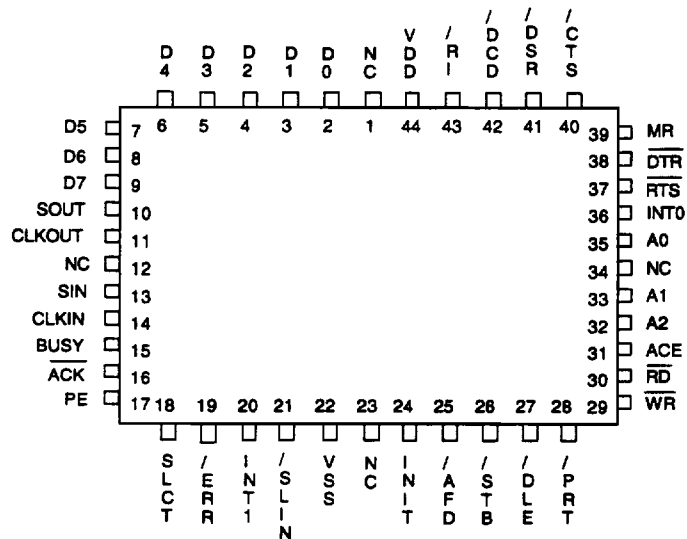 D4 D3 D2 D1 D0 NC VDD /RI /DCD /DSR /CTS
6 5 4 3 2 1 44 43 42 41 40
D5 7 39 MR
D6 8 38 DTR
D7 9 37 RTS
SOUT 10 36 INT0
CLKOUT 11 35 A0
NC 12 34 NC
SIN 13 33 A1
CLKIN 14 32 A2
BUSY 15 31 ACE
ACK 16 30 RD
PE 17 29 WR
18 19 20 21 22 23 24 25 26 27 28
SLCT /ERR INT1 /SLIN VSS NC INIT /AFD /STB /DLE /PRT